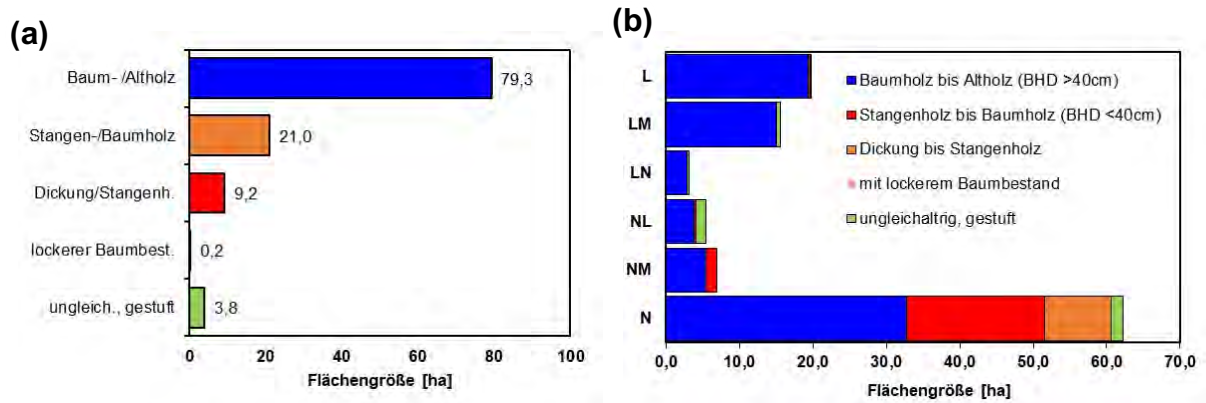 (a)
Baum- /Altholz
79,3
Stangen-/Baumholz
21,0
Dickung/Stangenh.
9,2
lockerer Baumbest.
0,2
ungleich., gestuft
3,8
0 20 40 60 80 100
Flächengröße [ha]
(b)
L
LM
LN
NL
NM
N
Baumholz bis Altholz (BHD >40cm)
Stangenholz bis Baumholz (BHD <40cm)
Dickung bis Stangenholz
mit lockerem Baumbestand
ungleichaltrig, gestuft
0,0 10,0 20,0 30,0 40,0 50,0 60,0 70,0
Flächengröße [ha]